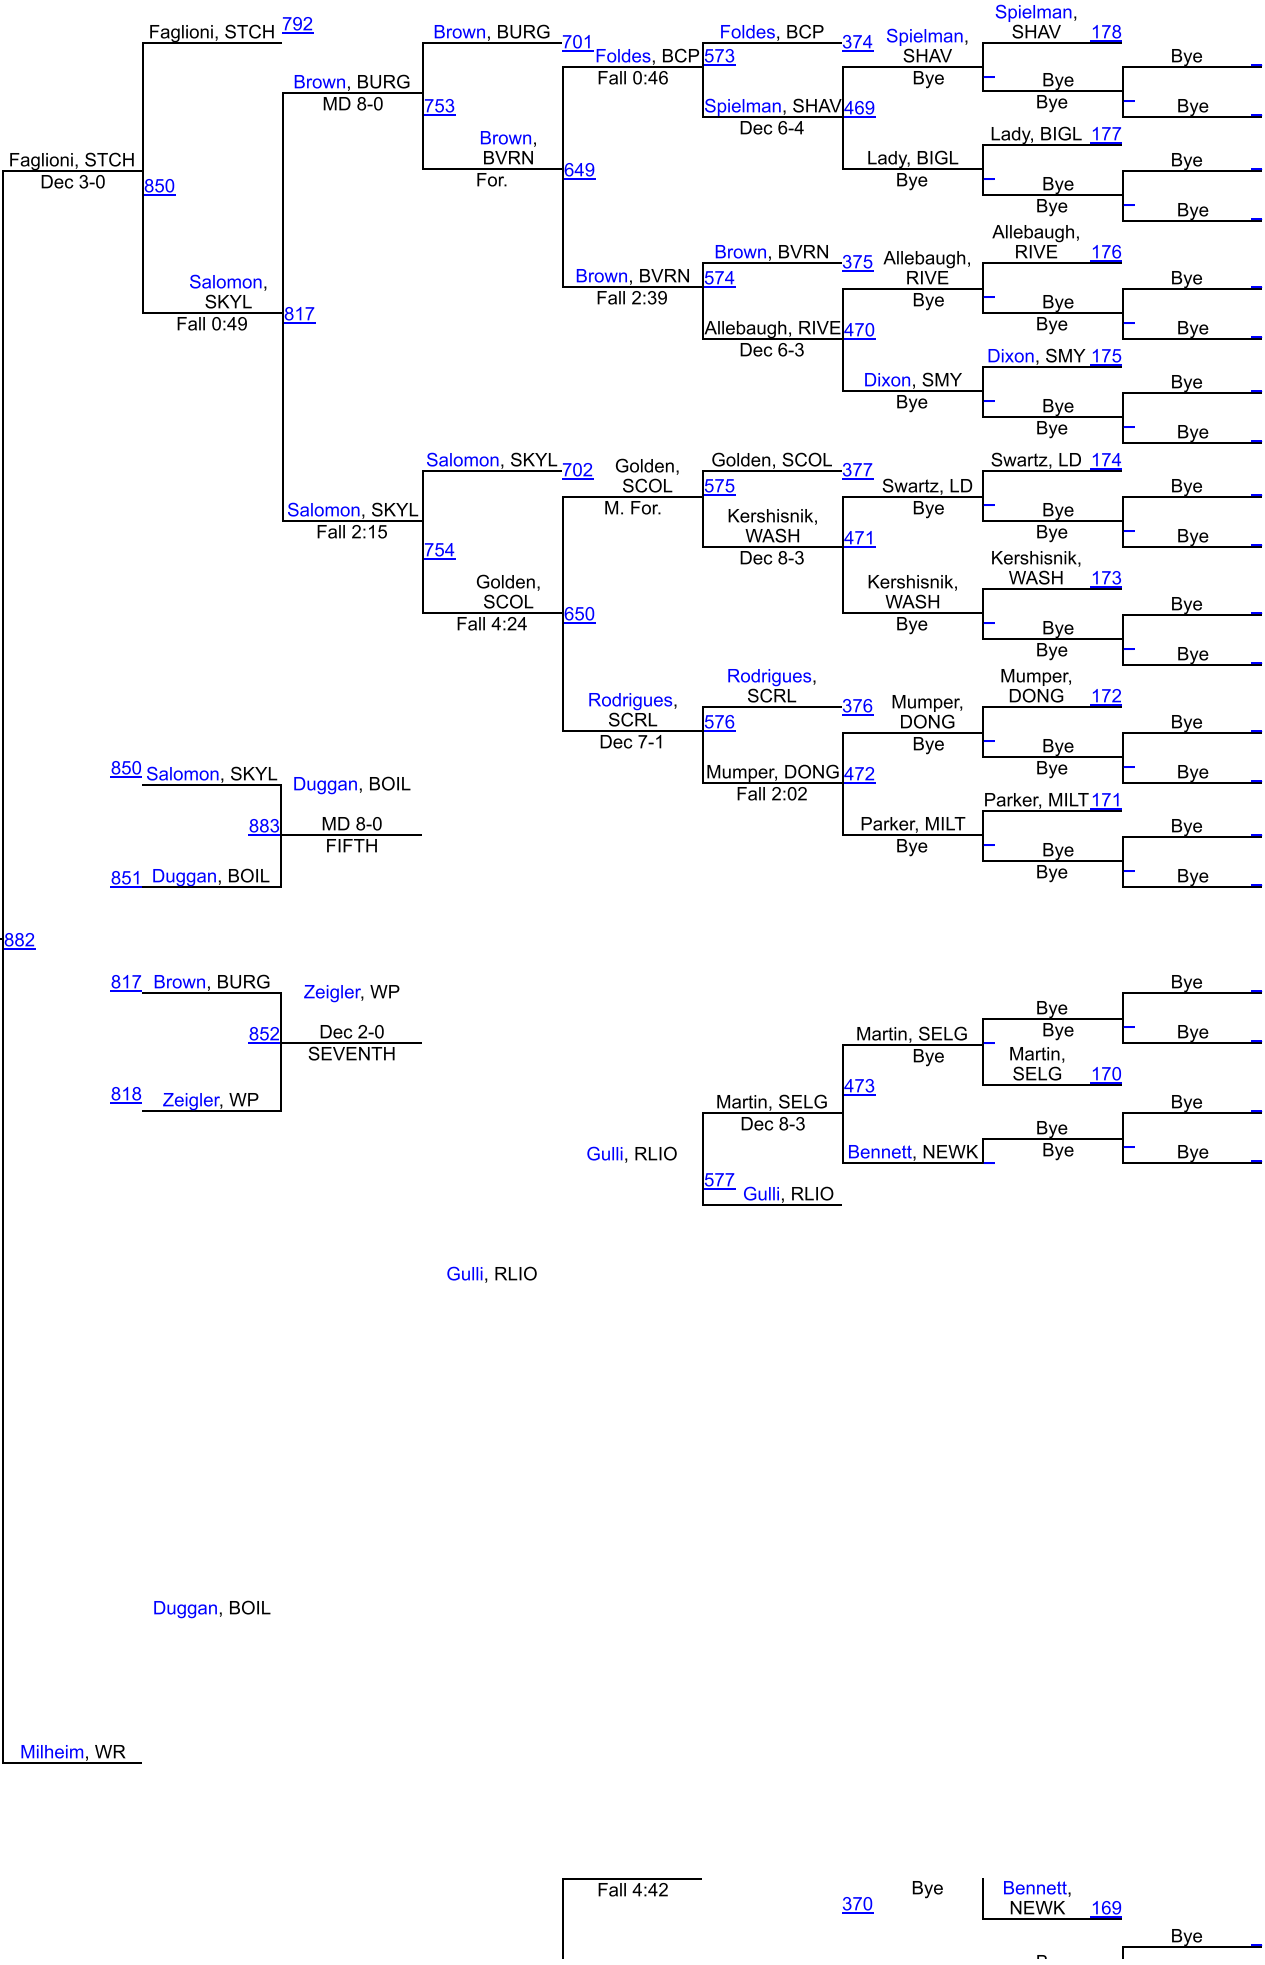 Spielman,
Faglioni, STCH 792 Brown, BURG 701 Foldes, BCP 374 Spielman, SHAV 178
Foldes, BCP 573 SHAV Bye
Brown, BURG Fall 0:46 Bye Bye
MD 8-0 753 Spielman, SHAV 469 Bye Bye
Dec 6-4
Brown, Lady, BIGL 177
Faglioni, STCH BVRN 649 Lady, BIGL Bye
Dec 3-0 850 For. Bye Bye
Bye Bye
Allebaugh,
Brown, BVRN 375 Allebaugh, RIVE 176
Salomon, Brown, BVRN 574 RIVE Bye
SKYL Fall 2:39 Bye Bye
Fall 0:49 817 Allebaugh, RIVE 470 Bye Bye
Dec 6-3
Dixon, SMY 175
Dixon, SMY Bye
Bye Bye
Bye Bye
Salomon, SKYL 702 Golden, Golden, SCOL 377 Swartz, LD 174
SCOL 575 Swartz, LD Bye
M. For. Bye Bye
Salomon, SKYL Kershisnik, Bye Bye
Fall 2:15 WASH 471
754 Dec 8-3 Kershisnik,
Golden, Kershisnik, WASH 173
SCOL WASH Bye
Fall 4:24 650 Bye Bye
Bye Bye
Rodrigues, Mumper,
Rodrigues, SCRL 376 Mumper, DONG 172
SCRL 576 DONG Bye
Dec 7-1 Bye Bye
850 Salomon, SKYL Duggan, BOIL Mumper, DONG 472 Bye Bye
Fall 2:02
883 MD 8-0 Parker, MILT 171
FIFTH Parker, MILT Bye
Bye Bye
851 Duggan, BOIL Bye Bye
882
817 Brown, BURG Zeigler, WP Bye
Bye
852 Dec 2-0 Martin, SELG Bye Bye
SEVENTH Bye Martin,
SELG 170
818 Zeigler, WP 473
Martin, SELG Bye
Dec 8-3 Bye
Gulli, RLIO Bennett, NEWK Bye Bye
577 Gulli, RLIO
Gulli, RLIO
Duggan, BOIL
Milheim, WR
Fall 4:42 370 Bye Bennett,
NEWK 169
Bye